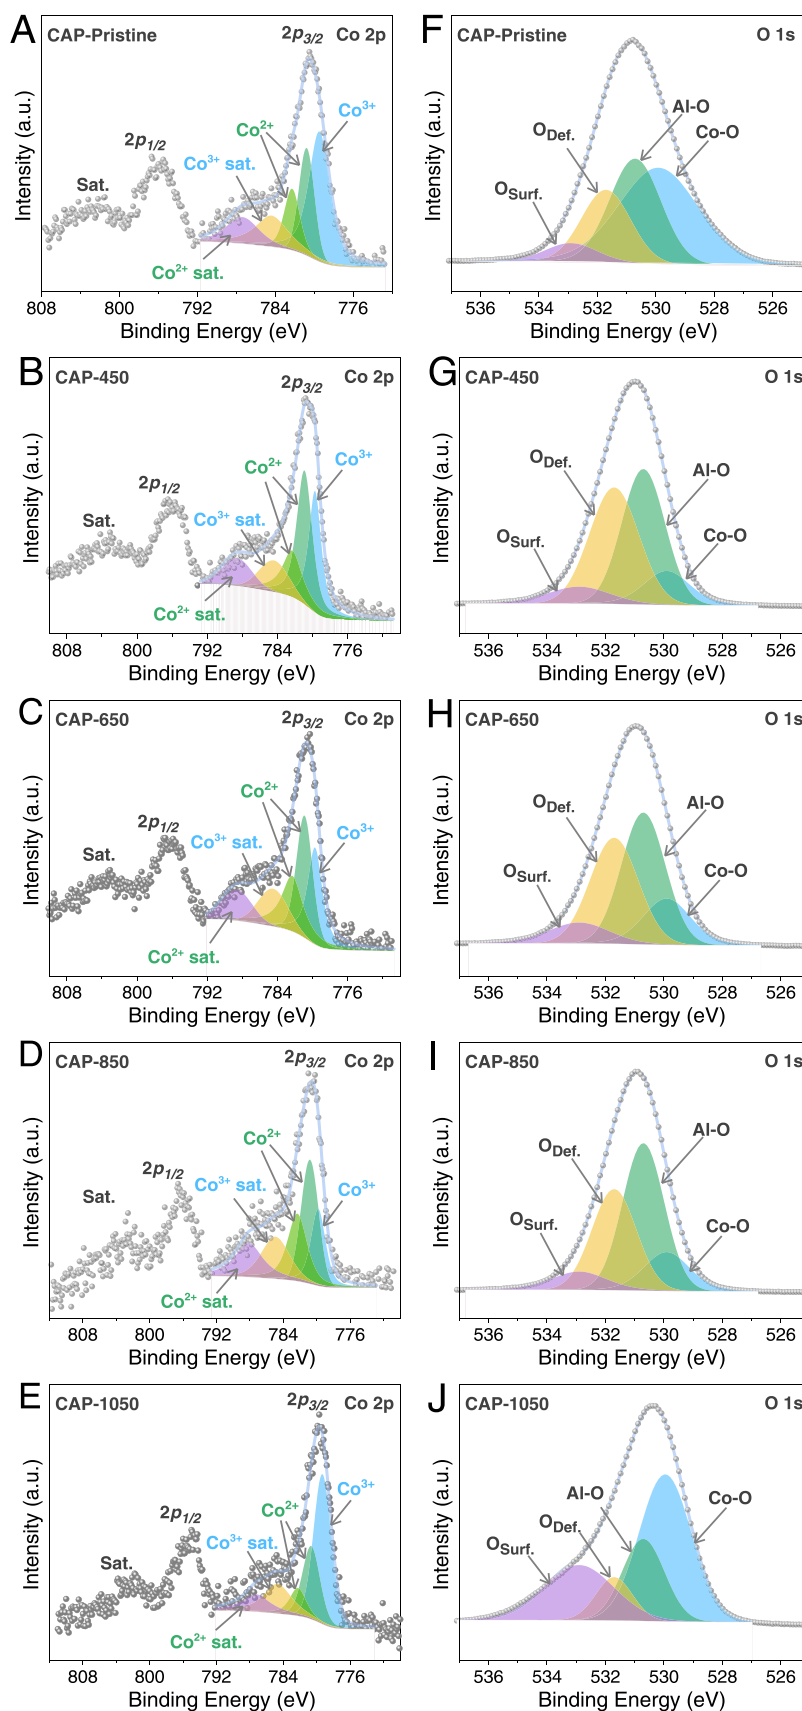 A
CAP-Pristine
2p3/2
Co 2p
Intensity (a.u.)
Co3+
Co2+
2p1/2
Co3+ sat.
Sat.
Co2+ sat.
808 800 792 784 776
Binding Energy (eV)
F
CAP-Pristine
O 1s
Intensity (a.u.)
Al-O
ODef.
Co-O
OSurf.
536 534 532 530 528 526
Binding Energy (eV)
B
CAP-450
2p3/2
Co 2p
Intensity (a.u.)
Co2+
Co3+
2p1/2
Co3+ sat.
Sat.
Co2+ sat.
808 800 792 784 776
Binding Energy (eV)
G
CAP-450
O 1s
Intensity (a.u.)
ODef.
Al-O
OSurf.
Co-O
536 534 532 530 528 526
Binding Energy (eV)
C
CAP-650
2p3/2
Co 2p
Intensity (a.u.)
Co2+
2p1/2
Co3+ sat.
Co3+
Sat.
Co2+ sat.
808 800 792 784 776
Binding Energy (eV)
H
CAP-650
O 1s
Intensity (a.u.)
ODef.
Al-O
OSurf.
Co-O
536 534 532 530 528 526
Binding Energy (eV)
D
CAP-850
2p3/2
Co 2p
Intensity (a.u.)
Co2+
2p1/2
Co3+ sat.
Co3+
Sat.
Co2+ sat.
808 800 792 784 776
Binding Energy (eV)
I
CAP-850
O 1s
Intensity (a.u.)
ODef.
Al-O
OSurf.
Co-O
536 534 532 530 528 526
Binding Energy (eV)
E
CAP-1050
2p3/2
Co 2p
Intensity (a.u.)
Co3+
Co2+
2p1/2
Co3+ sat.
Sat.
Co2+ sat.
808 800 792 784 776
Binding Energy (eV)
J
CAP-1050
O 1s
Intensity (a.u.)
Al-O
Co-O
ODef.
OSurf.
536 534 532 530 528 526
Binding Energy (eV)